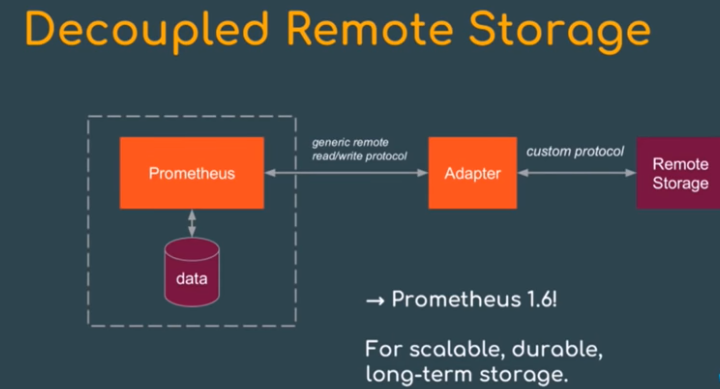 Decoupled Remote Storage
generic remote
read/write protocol
custom protocol
Prometheus
Adapter
Remote
Storage
data
→ Prometheus 1.6!
For scalable, durable,
long-term storage.